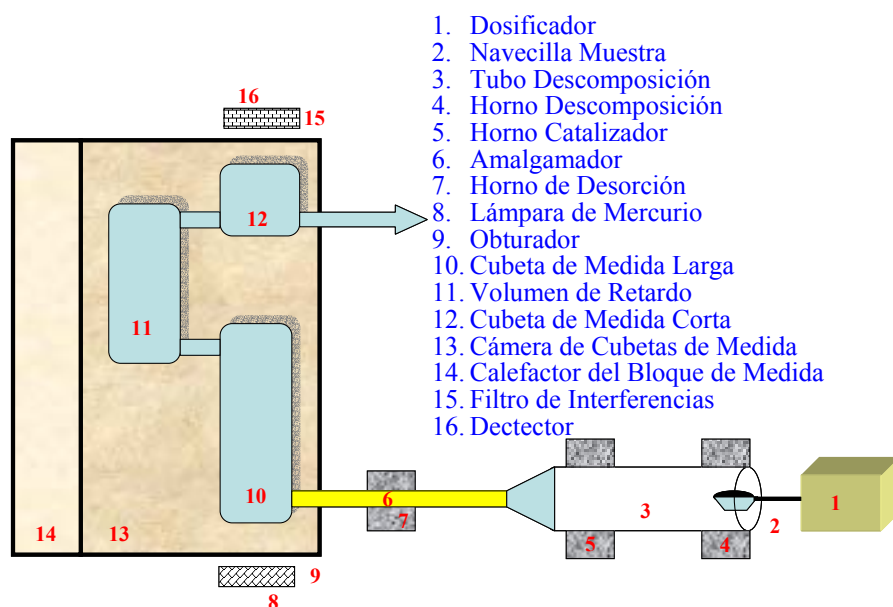 1. Dosificador
2. Navecilla Muestra
3. Tubo Descomposición
4. Horno Descomposición
5. Horno Catalizador
6. Amalgamador
7. Horno de Desorción
8. Lámpara de Mercurio
9. Obturador
10. Cubeta de Medida Larga
11. Volumen de Retardo
12. Cubeta de Medida Corta
13. Cámera de Cubetas de Medida
14. Calefactor del Bloque de Medida
15. Filtro de Interferencias
16. Dectector
16
15
12
11
10
6
7
3
1
14
13
5
4
2
9
8